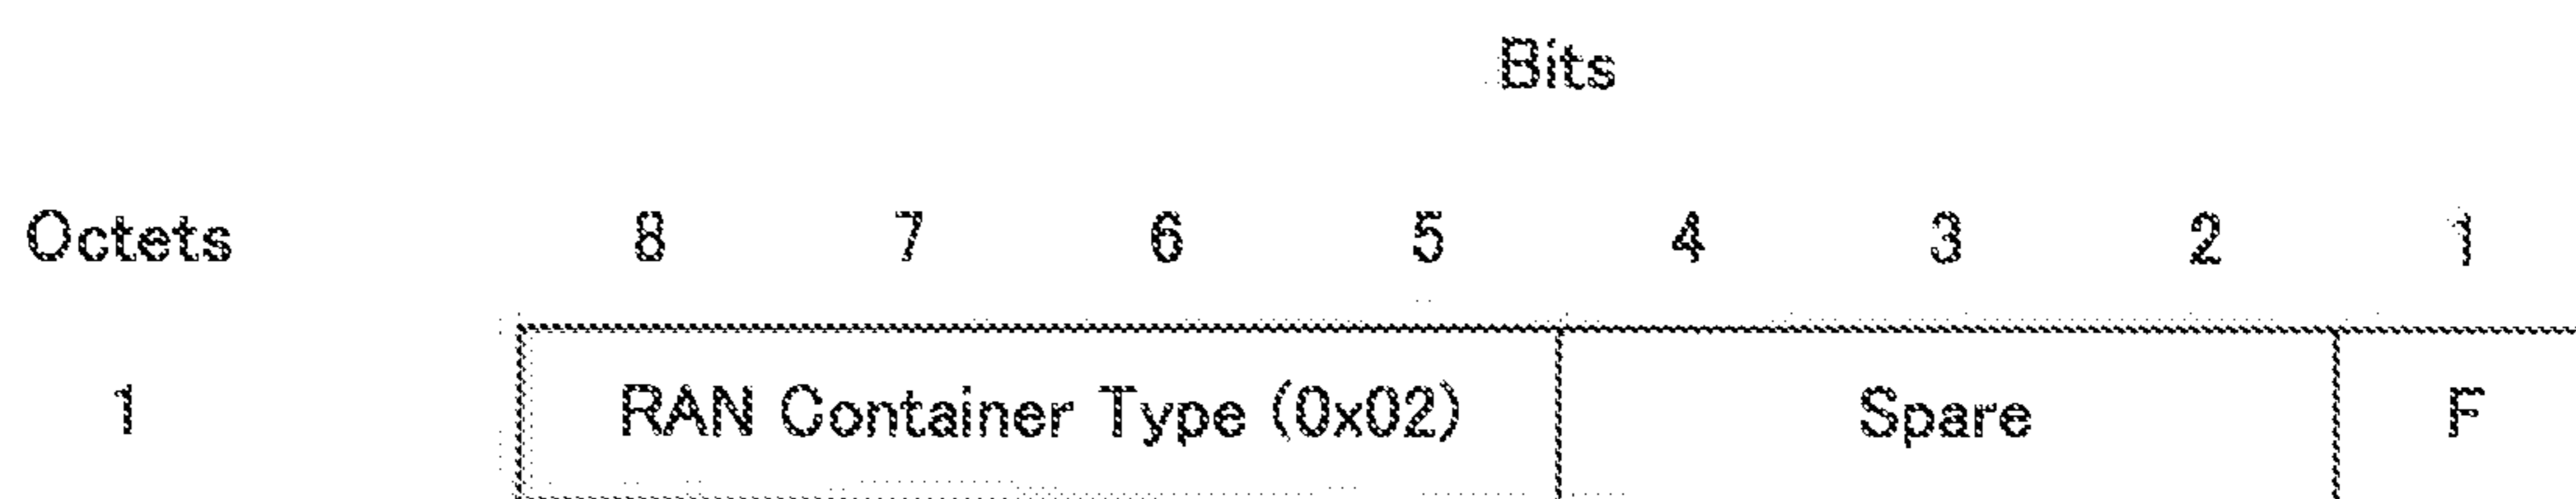 Bits
Octets 8 7 6 5 4 3 2 1
1 RAN Container Type (0x02) Spare F